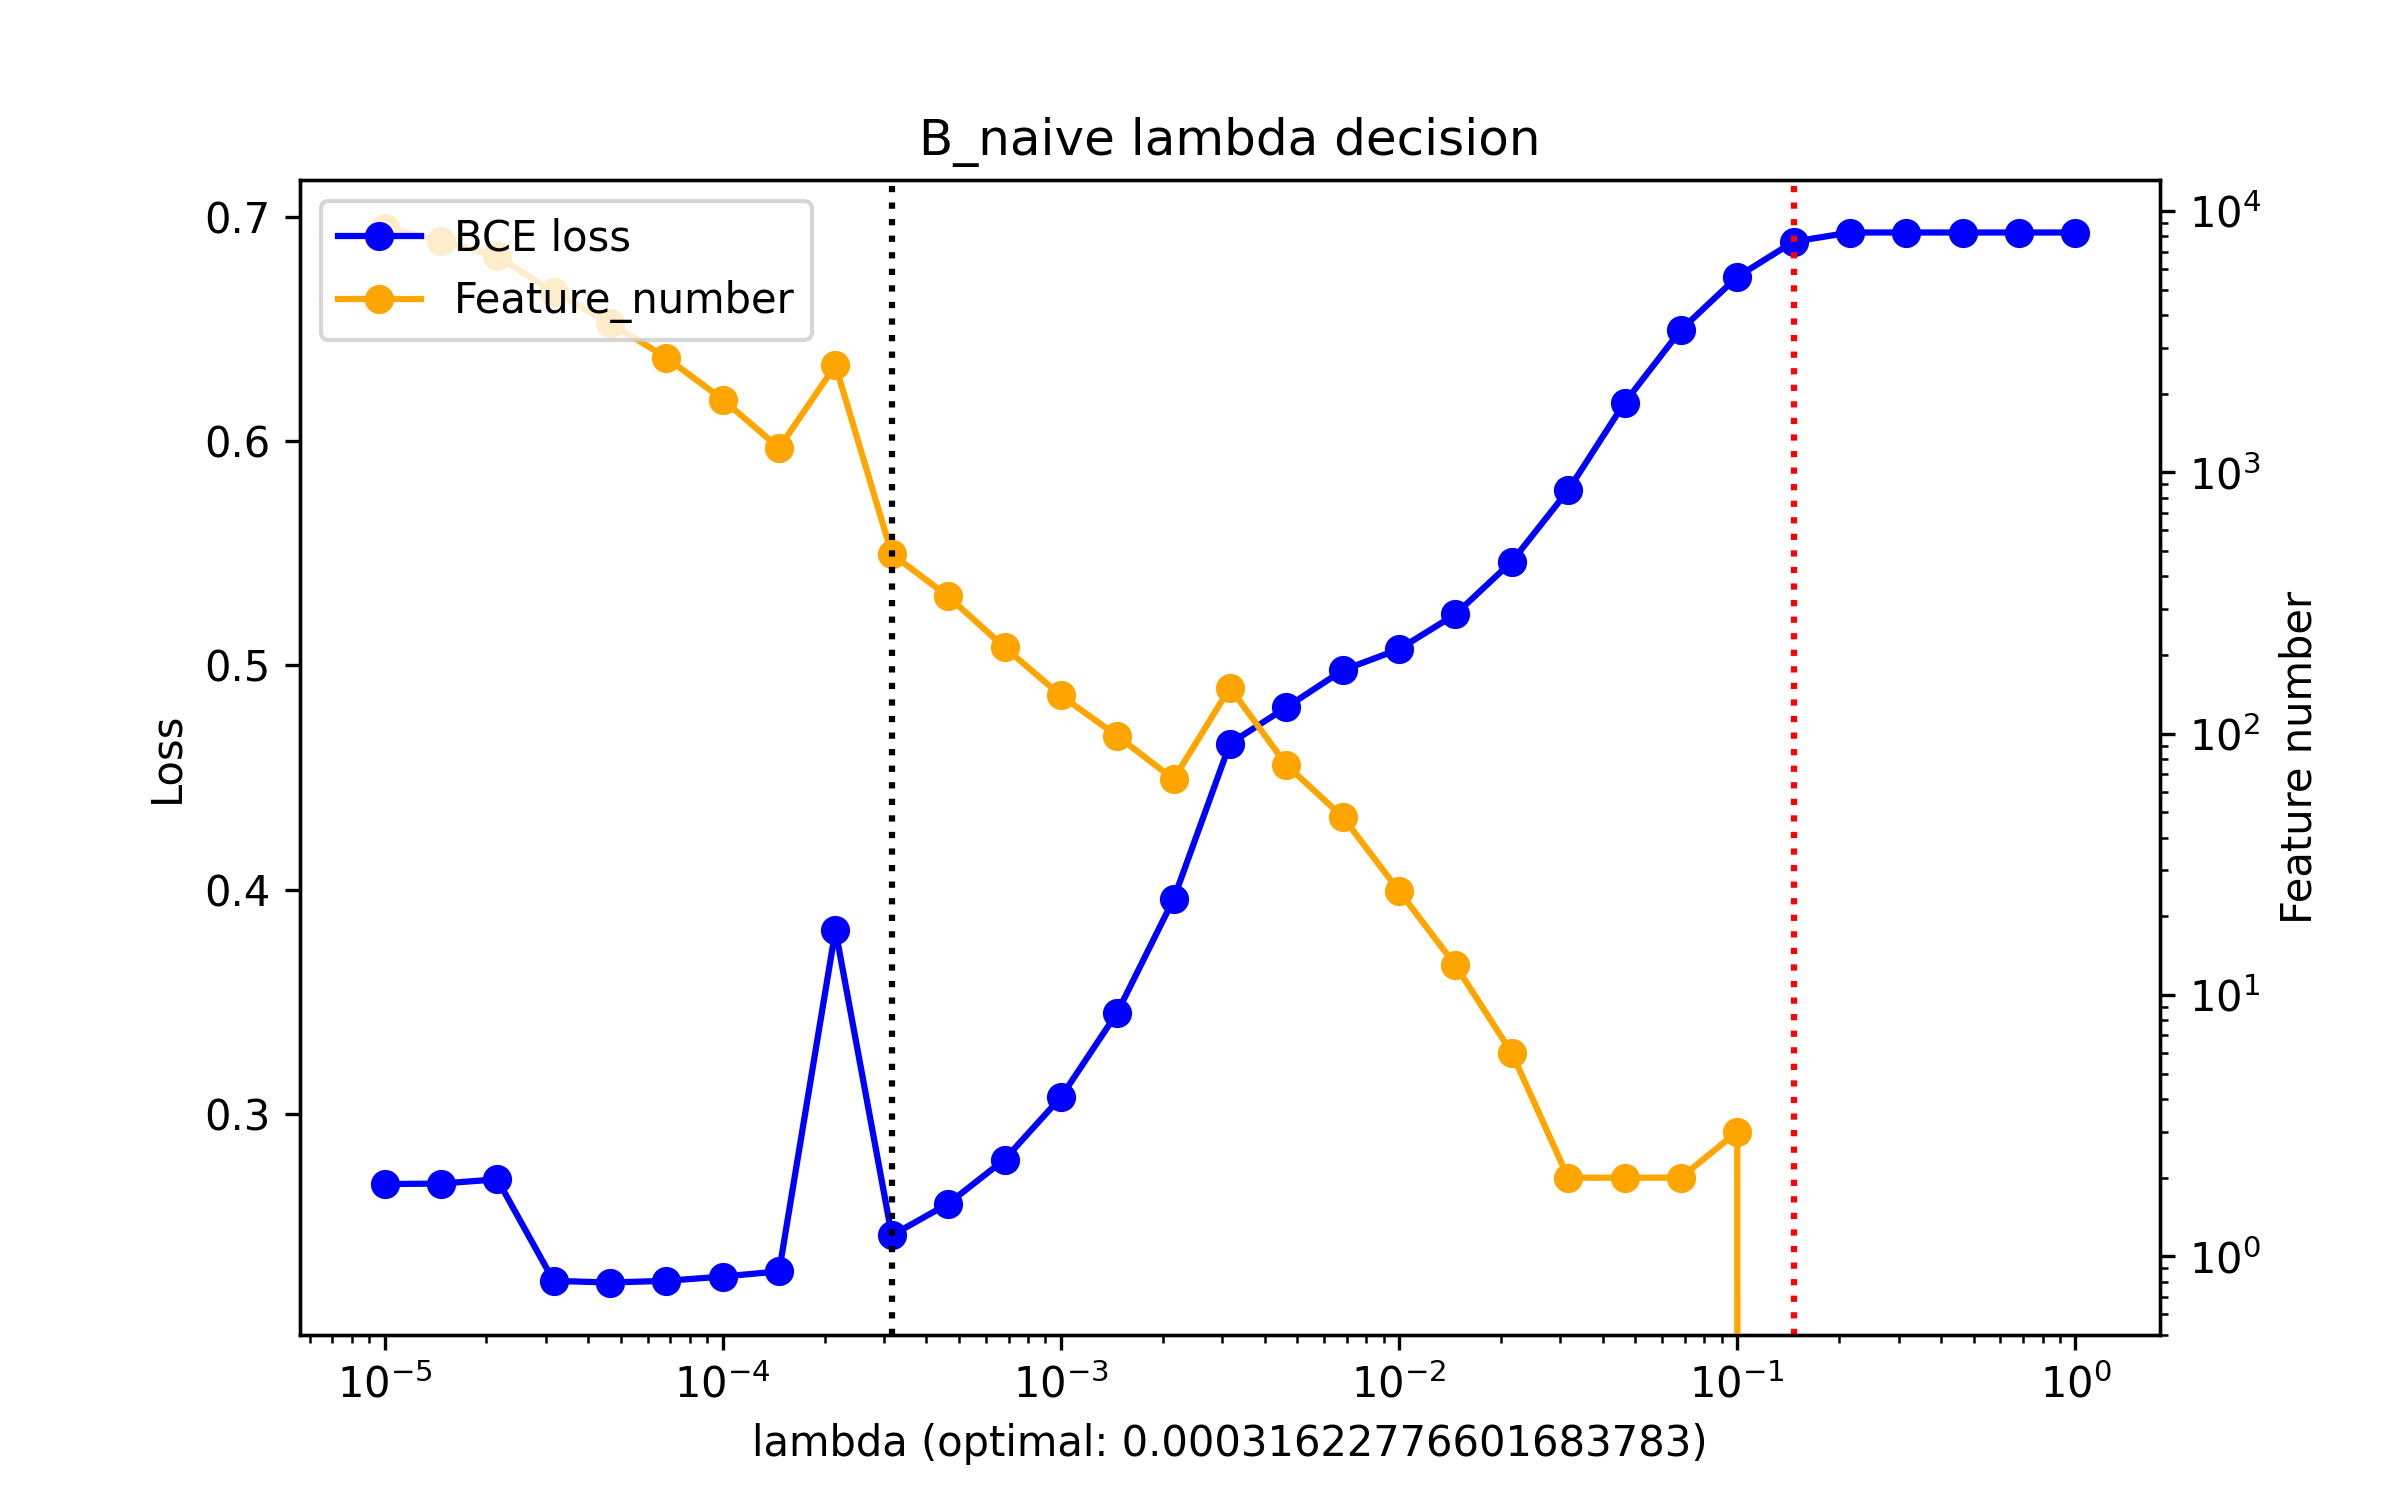 B_naive lambda decision
BCE loss
Feature_number
0.7
0.6
0.5
0.4
0.3
Loss
10⁴
10³
10²
10¹
10⁰
Feature number
10⁻⁵ 10⁻⁴ 10⁻³ 10⁻² 10⁻¹ 10⁰
lambda (optimal: 0.00031622776601683783)